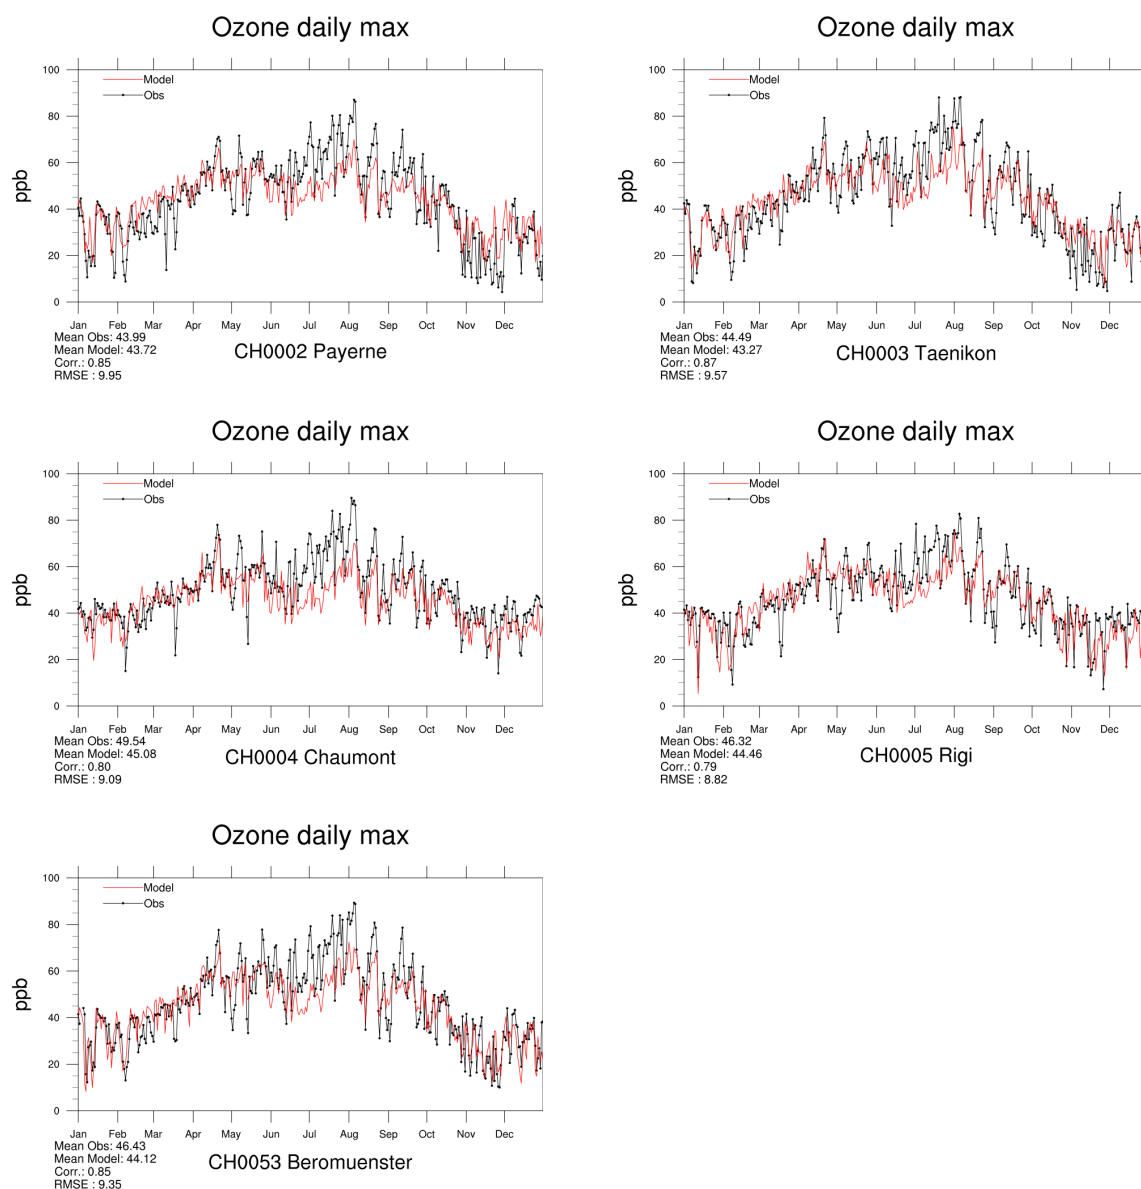 Ozone daily max
100
80
60
40
20
0
ppb
Model
Obs
Jan Feb Mar Apr May Jun Jul Aug Sep Oct Nov Dec
Mean Obs: 43.99
Mean Model: 43.72
Corr.: 0.85
RMSE : 9.95
CH0002 Payerne
Ozone daily max
100
80
60
40
20
0
ppb
Model
Obs
Jan Feb Mar Apr May Jun Jul Aug Sep Oct Nov Dec
Mean Obs: 44.49
Mean Model: 43.27
Corr.: 0.87
RMSE : 9.57
CH0003 Taenikon
Ozone daily max
100
80
60
40
20
0
ppb
Model
Obs
Jan Feb Mar Apr May Jun Jul Aug Sep Oct Nov Dec
Mean Obs: 49.54
Mean Model: 45.08
Corr.: 0.80
RMSE : 9.09
CH0004 Chaumont
Ozone daily max
100
80
60
40
20
0
ppb
Model
Obs
Jan Feb Mar Apr May Jun Jul Aug Sep Oct Nov Dec
Mean Obs: 46.32
Mean Model: 44.46
Corr.: 0.79
RMSE : 8.82
CH0005 Rigi
Ozone daily max
100
80
60
40
20
0
ppb
Model
Obs
Jan Feb Mar Apr May Jun Jul Aug Sep Oct Nov Dec
Mean Obs: 46.43
Mean Model: 44.12
Corr.: 0.85
RMSE : 9.35
CH0053 Beromuenster